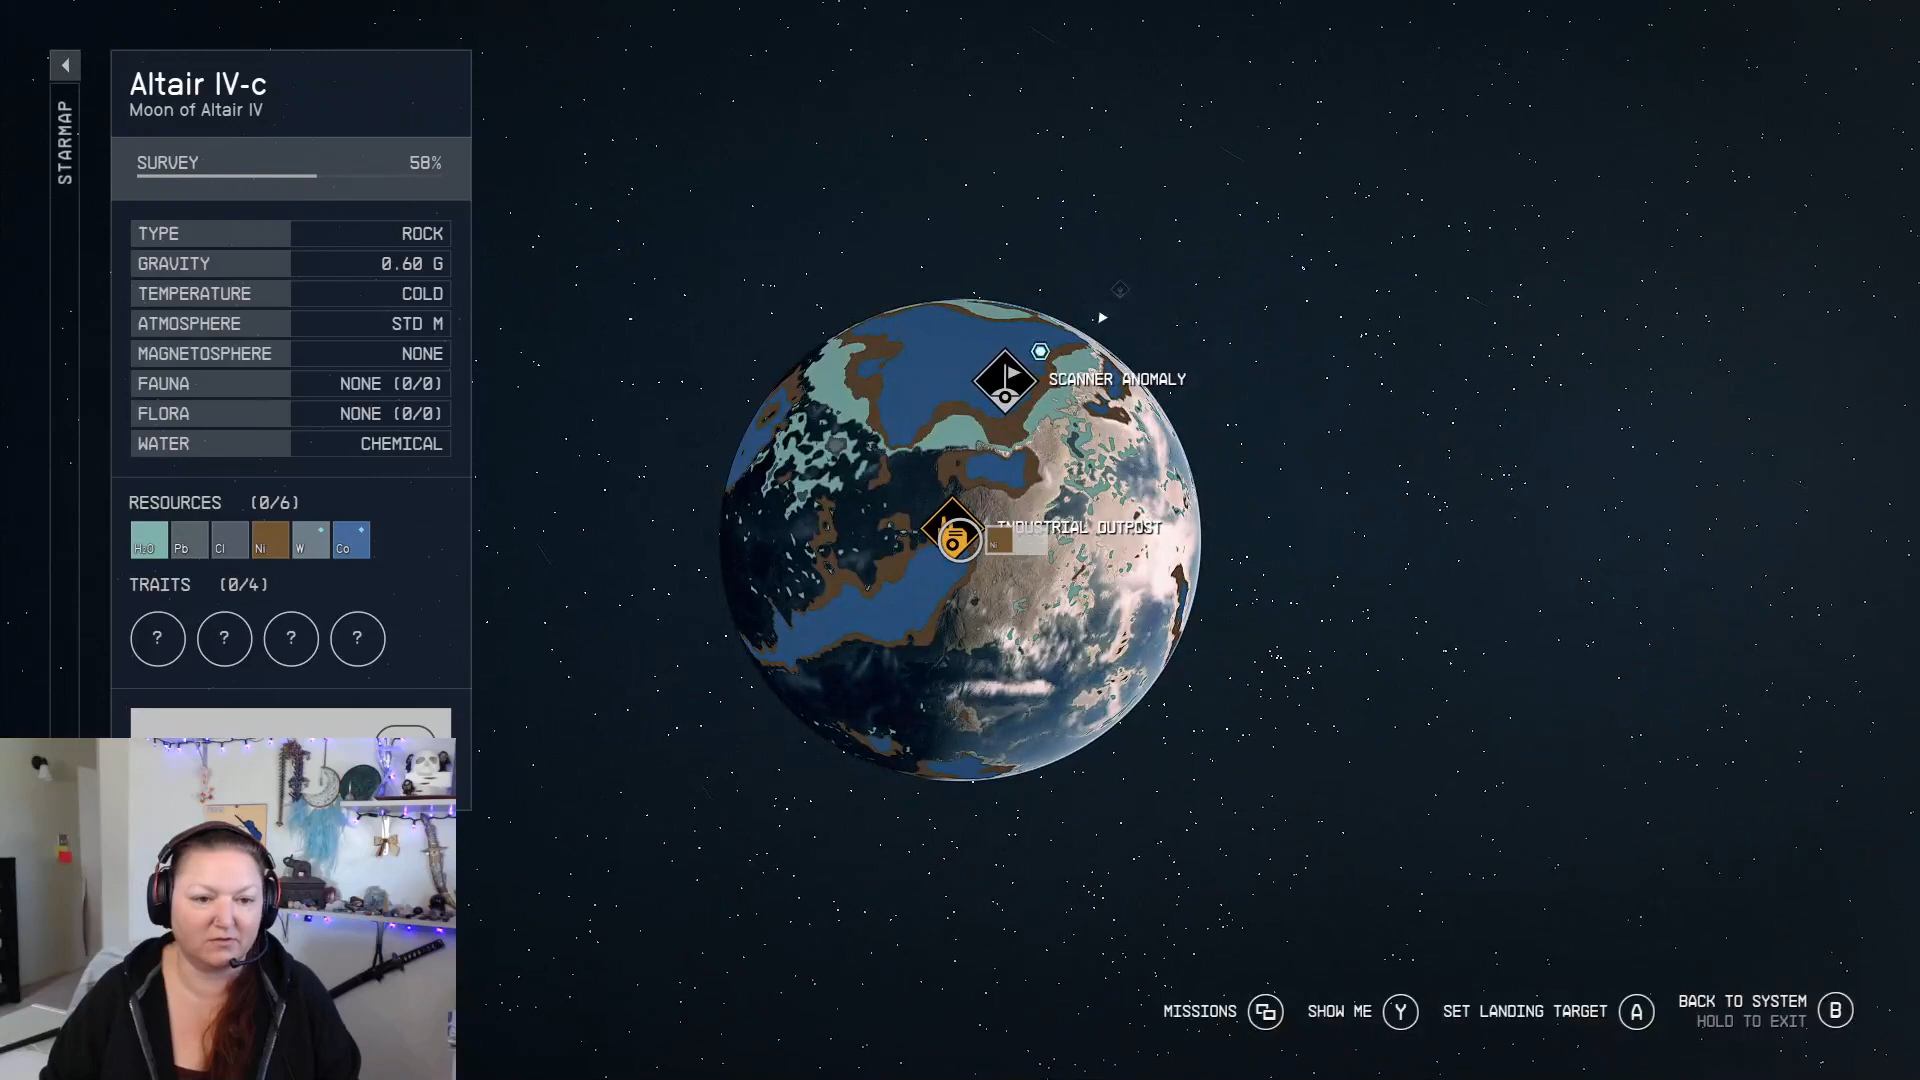 STARMAP
Altair IV-c
Moon of Altair IV
SURVEY 58%
TYPE ROCK
GRAVITY 0.60 G
TEMPERATURE COLD
ATMOSPHERE STD M
MAGNETOSPHERE NONE
FAUNA NONE (0/0)
FLORA NONE (0/0)
WATER CHEMICAL
RESOURCES (0/6)
H2O Pb Cl Ni W Co
TRAITS (0/4)
? ? ? ?
SCANNER ANOMALY
INDUSTRIAL OUTPOST
Ni
MISSIONS
SHOW ME Y
SET LANDING TARGET A
BACK TO SYSTEM B
HOLD TO EXIT